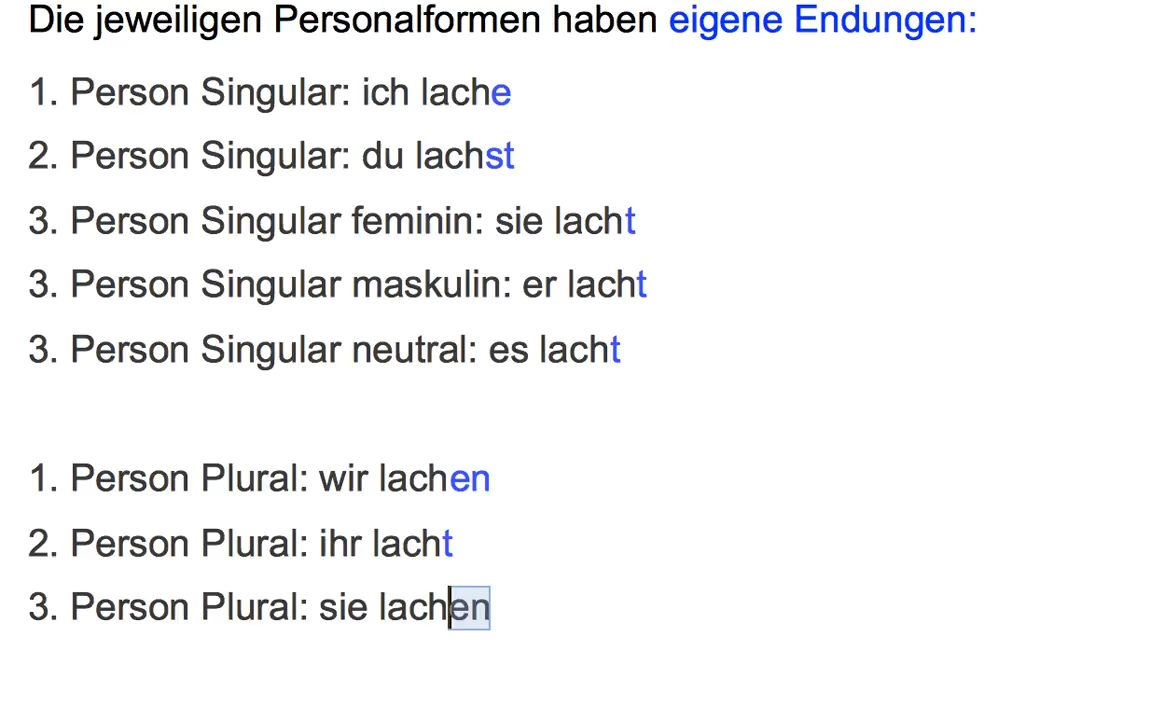 Die jeweiligen Personalformen haben eigene Endungen:
1. Person Singular: ich lache
2. Person Singular: du lachst
3. Person Singular feminin: sie lacht
3. Person Singular maskulin: er lacht
3. Person Singular neutral: es lacht
1. Person Plural: wir lachen
2. Person Plural: ihr lacht
3. Person Plural: sie lachen